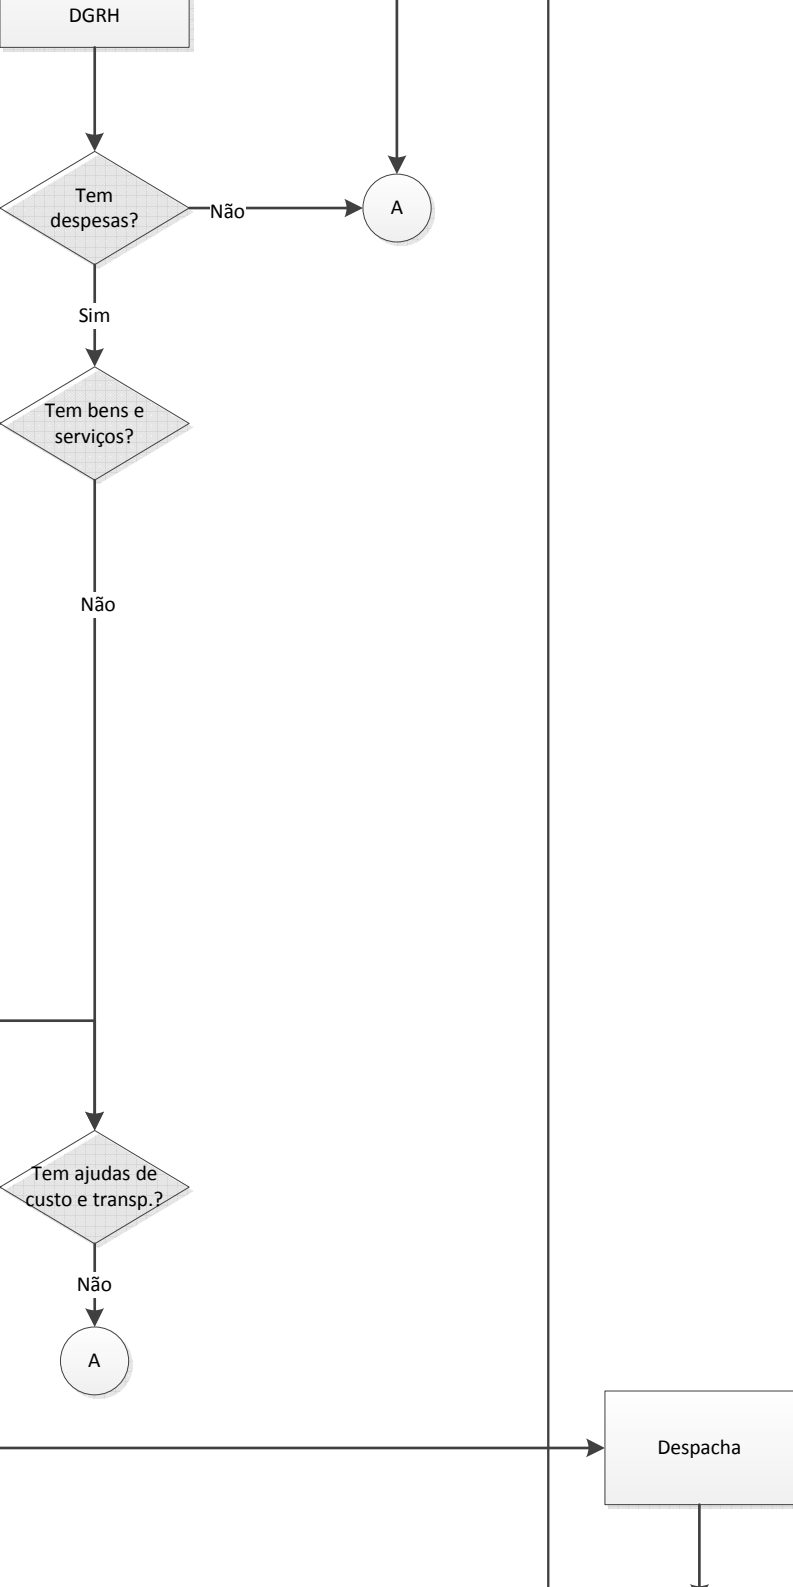 DGRH
Tem
despesas?
Não
A
Sim
Tem bens e
serviços?
Não
Tem ajudas de
custo e transp.?
Não
A
Despacha